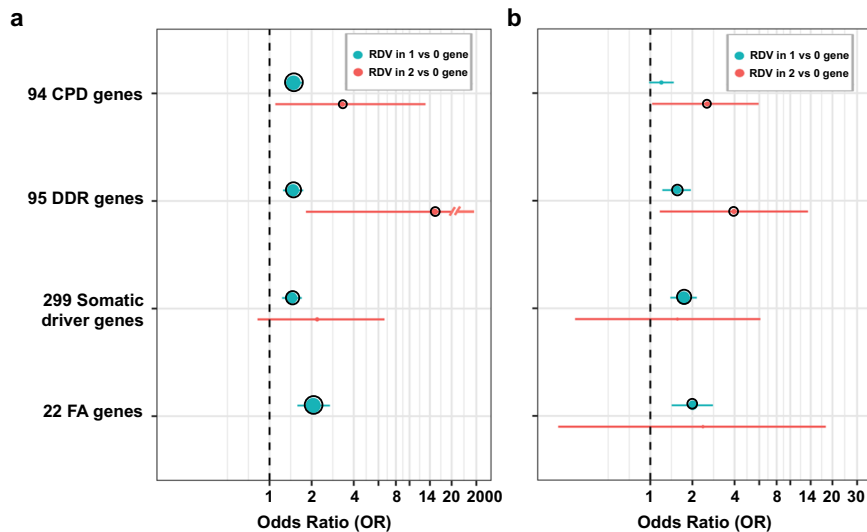 a
b
RDV in 1 vs 0 gene
RDV in 2 vs 0 gene
RDV in 1 vs 0 gene
RDV in 2 vs 0 gene
94 CPD genes
95 DDR genes
299 Somatic
driver genes
22 FA genes
1 2 4 8 14 20 2000
1 2 4 8 14 20 30
Odds Ratio (OR)
Odds Ratio (OR)